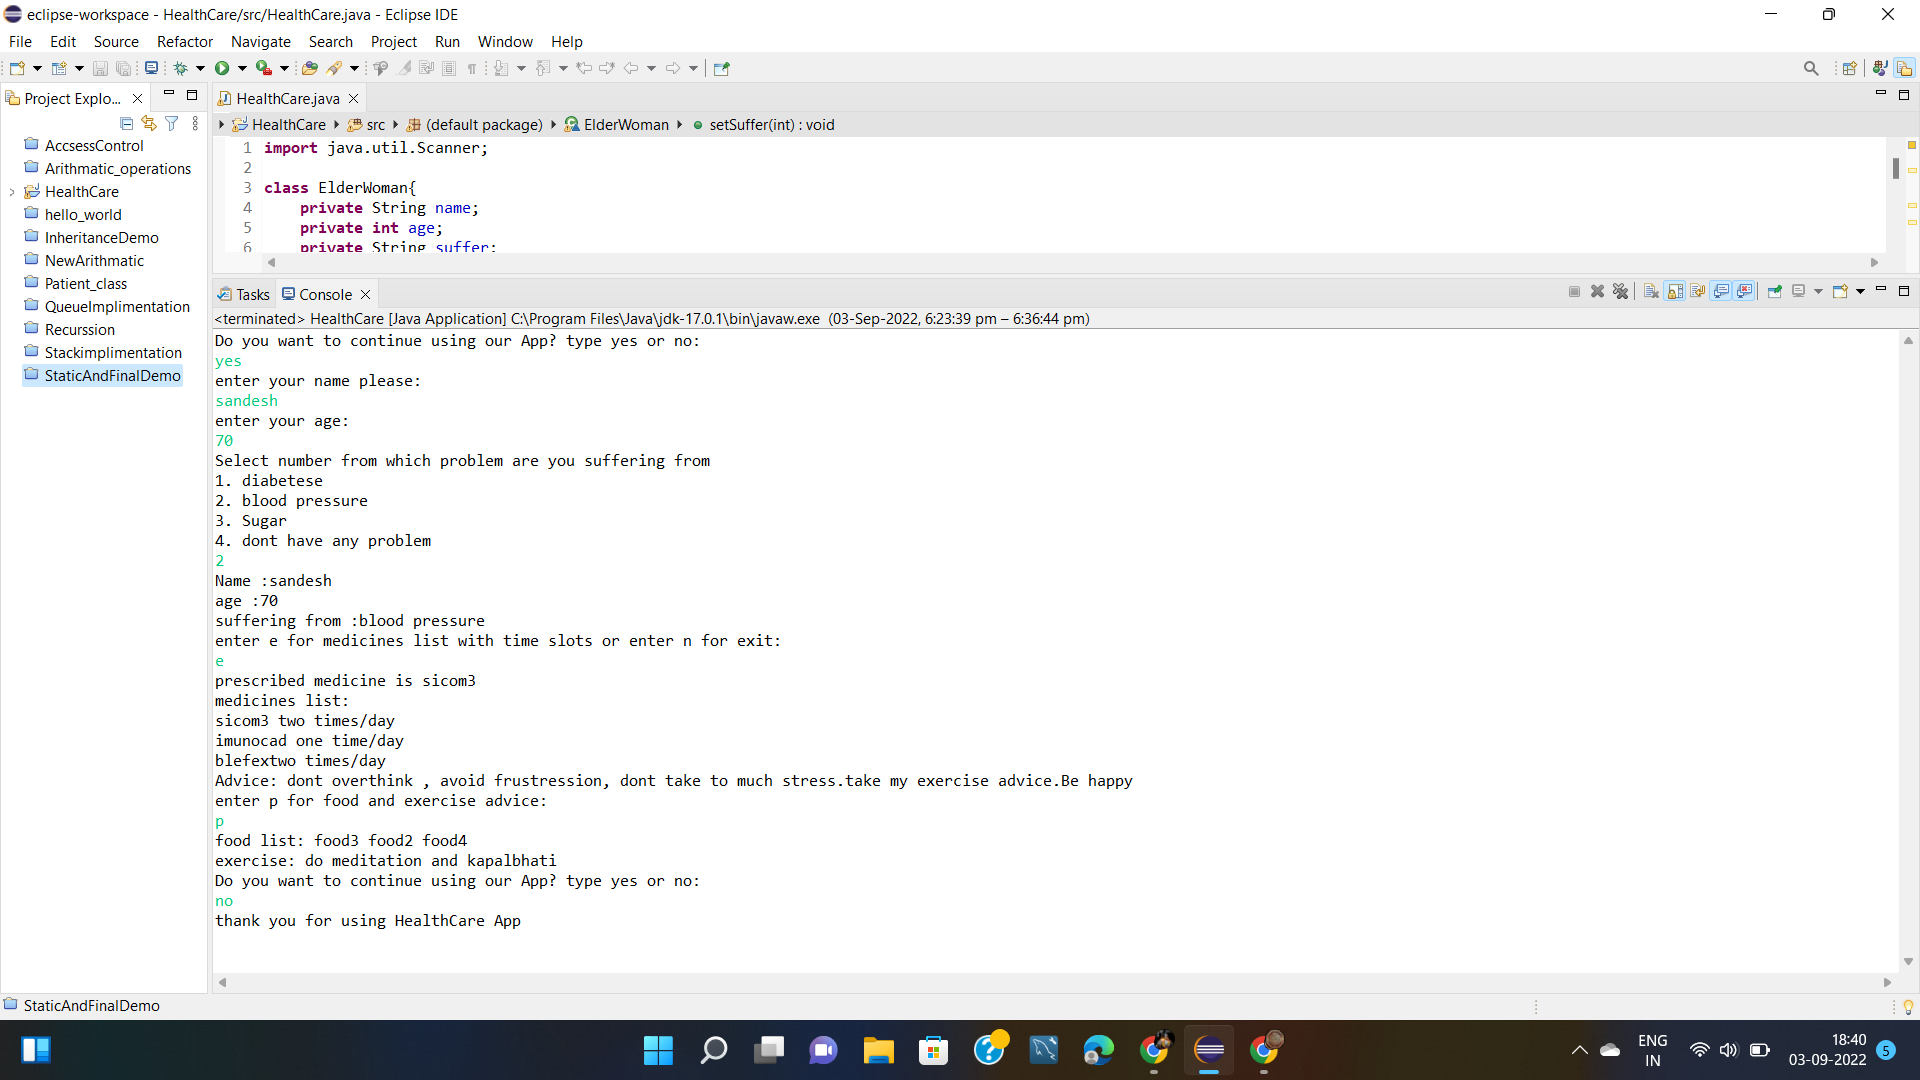 eclipse-workspace - HealthCare/src/HealthCare.java - Eclipse IDE
File Edit Source Refactor Navigate Search Project Run Window Help
Project Explo...
AccsessControl
Arithmatic_operations
HealthCare
hello_world
InheritanceDemo
NewArithmatic
Patient_class
QueueImplimentation
Recurssion
Stackimplimentation
StaticAndFinalDemo
HealthCare.java
HealthCare src (default package) ElderWoman setSuffer(int) : void
1 import java.util.Scanner;
2
3 class ElderWoman{
4 private String name;
5 private int age;
6 private String suffer;
Tasks Console
<terminated> HealthCare [Java Application] C:\Program Files\Java\jdk-17.0.1\bin\javaw.exe (03-Sep-2022, 6:23:39 pm – 6:36:44 pm)
Do you want to continue using our App? type yes or no:
yes
enter your name please:
sandesh
enter your age:
70
Select number from which problem are you suffering from
1. diabetese
2. blood pressure
3. Sugar
4. dont have any problem
2
Name :sandesh
age :70
suffering from :blood pressure
enter e for medicines list with time slots or enter n for exit:
e
prescribed medicine is sicom3
medicines list:
sicom3 two times/day
imunocad one time/day
blefextwo times/day
Advice: dont overthink , avoid frustression, dont take to much stress.take my exercise advice.Be happy
enter p for food and exercise advice:
p
food list: food3 food2 food4
exercise: do meditation and kapalbhati
Do you want to continue using our App? type yes or no:
no
thank you for using HealthCare App
StaticAndFinalDemo
ENG
IN
18:40
03-09-2022
5